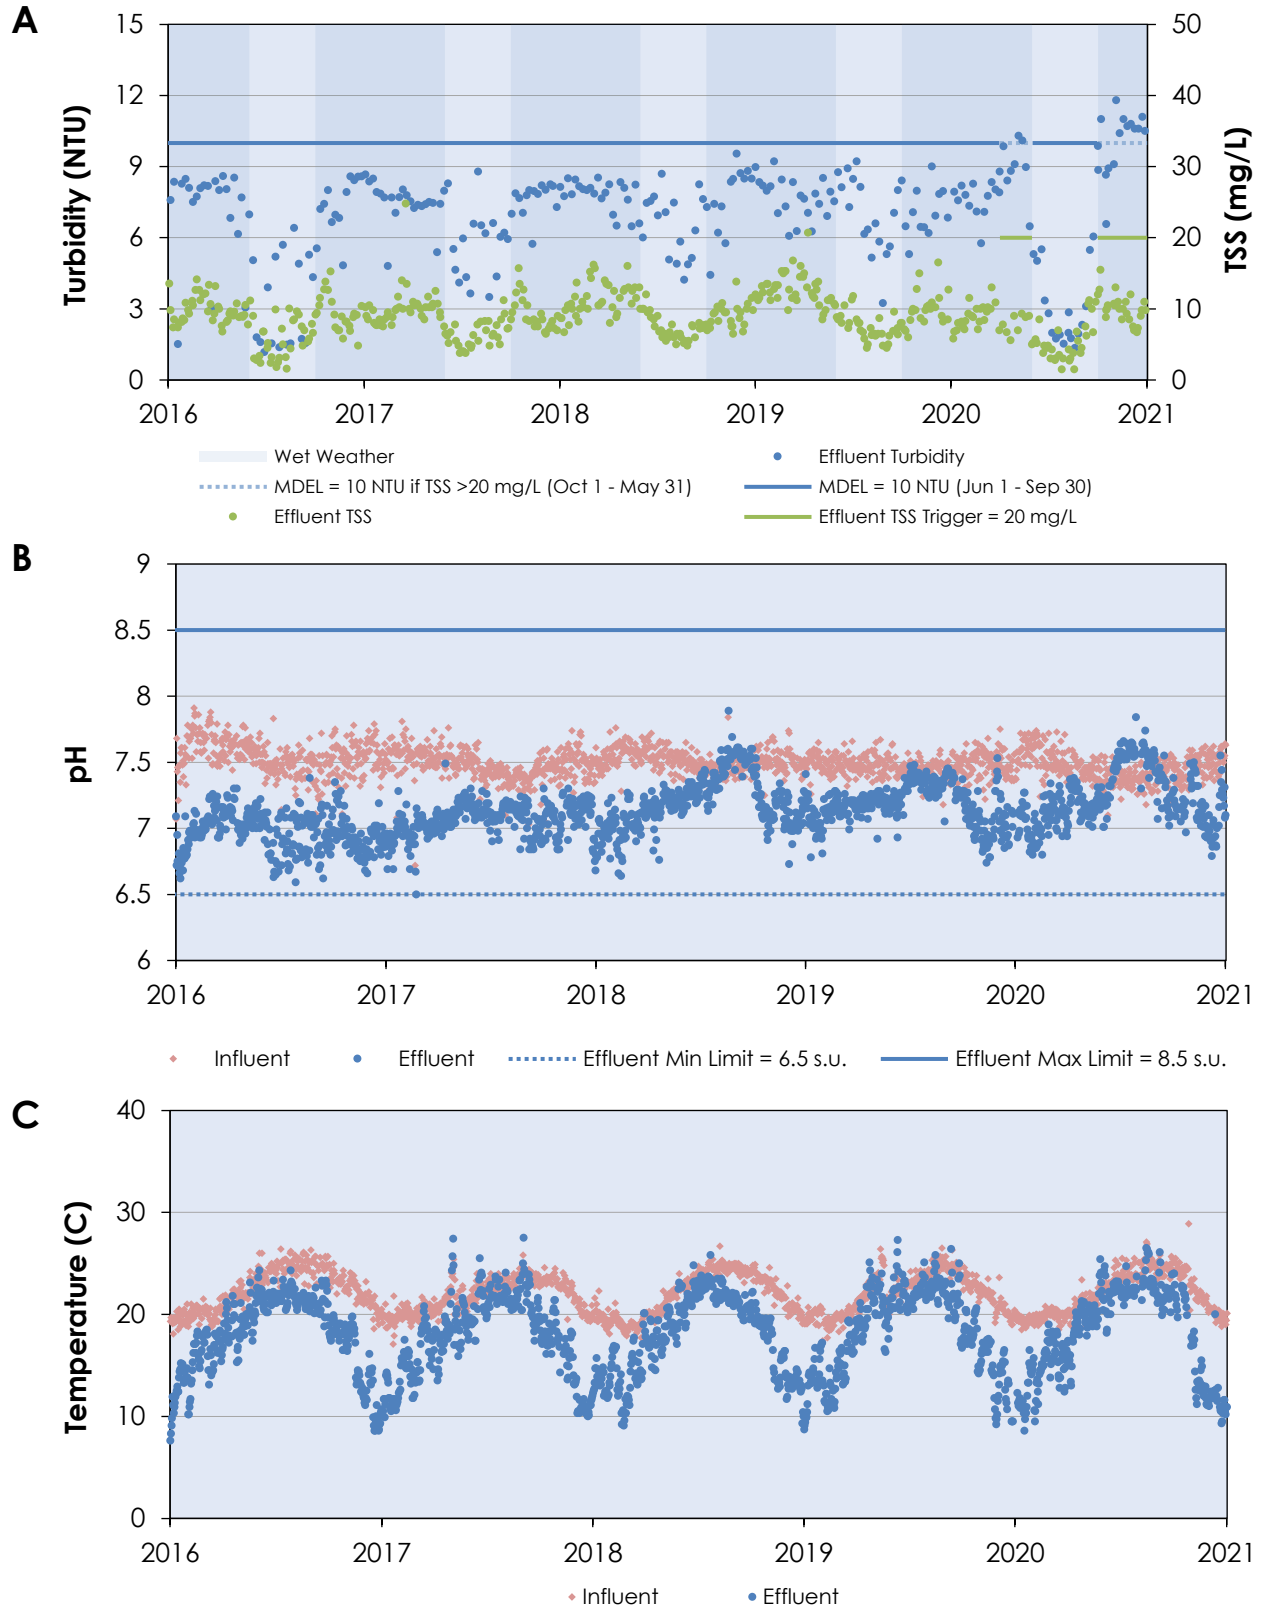 A
15
12
9
6
3
0
Turbidity (NTU)
50
40
30
20
10
0
TSS (mg/L)
2016 2017 2018 2019 2020 2021
Wet Weather Effluent Turbidity
MDEL = 10 NTU if TSS >20 mg/L (Oct 1 - May 31) MDEL = 10 NTU (Jun 1 - Sep 30)
Effluent TSS Effluent TSS Trigger = 20 mg/L
B
9
8.5
8
7.5
7
6.5
6
pH
2016 2017 2018 2019 2020 2021
Influent Effluent Effluent Min Limit = 6.5 s.u. Effluent Max Limit = 8.5 s.u.
C
40
30
20
10
0
Temperature (C)
2016 2017 2018 2019 2020 2021
Influent Effluent